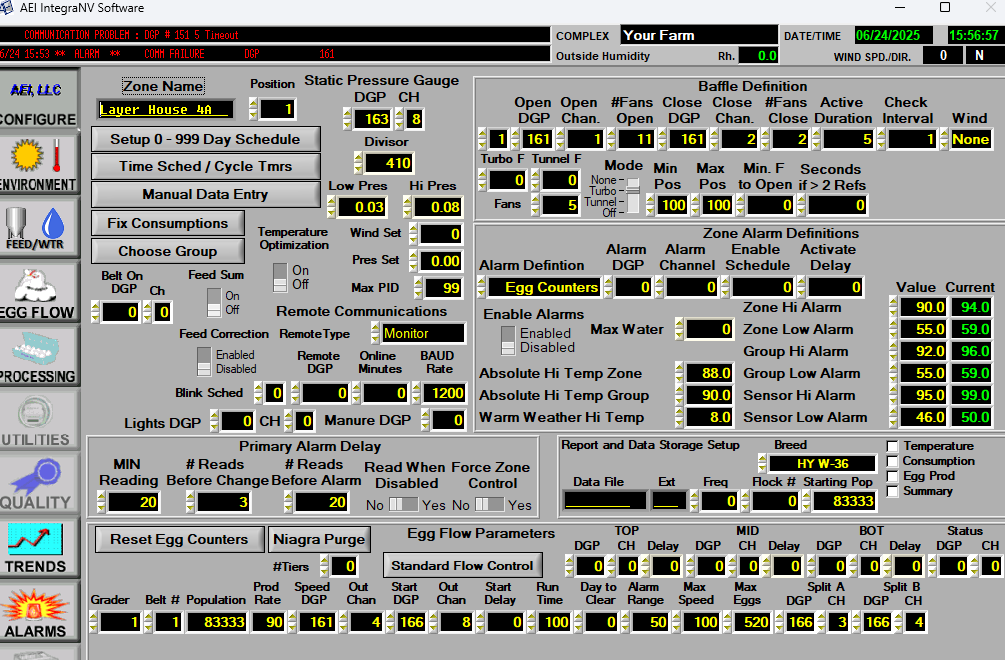 AEI IntegraNV Software
COMMUNICATION PROBLEM : DGP # 151 5 Timeout
6/24 15:53 ** ALARM ** COMM FAILURE DGP 161
COMPLEX Your Farm DATE/TIME 06/24/2025 15:56:57
Outside Humidity Rh. 0.0 WIND SPD./DIR. 0 N
AEI, LLC
CONFIGURE
ENVIRONMENT
FEED/WTR
EGG FLOW
PROCESSING
UTILITIES
QUALITY
TRENDS
ALARMS
Zone Name
Layer House 4A
Position
1
Static Pressure Gauge
DGP CH
163 8
Divisor
410
Low Pres Hi Pres
0.03 0.08
Setup 0 - 999 Day Schedule
Time Sched / Cycle Tmrs
Manual Data Entry
Fix Consumptions
Choose Group
Temperature
Optimization
On
Off
Wind Set 0
Pres Set 0.00
Max PID 99
Belt On
DGP Ch
0 0
Feed Sum
On
Off
Remote Communications
Feed Correction
Enabled
Disabled
RemoteType Monitor
Remote
DGP
Online
Minutes
BAUD
Rate
Blink Sched 0 0 0 1200
Lights DGP 0 CH 0 Manure DGP 0
Baffle Definition
Open
DGP
Open
Chan.
#Fans
Open
Close
DGP
Close
Chan.
#Fans
Close
Active
Duration
Check
Interval
Wind
1 161 1 11 161 2 2 5 1 None
Turbo F Tunnel F
0 0
Fans 5
Mode
None
Turbo
Tunnel
Off
Min
Pos
Max
Pos
Min. F
to Open
Seconds
if > 2 Refs
100 100 0 0
Zone Alarm Definitions
Alarm Defintion
Alarm
DGP
Alarm
Channel
Enable
Schedule
Activate
Delay
Egg Counters 0 0 0 0
Enable Alarms
Enabled
Disabled
Max Water 0
Absolute Hi Temp Zone 88.0
Absolute Hi Temp Group 90.0
Warm Weather Hi Temp 8.0
Value Current
Zone Hi Alarm 90.0 94.0
Zone Low Alarm 55.0 59.0
Group Hi Alarm 92.0 96.0
Group Low Alarm 55.0 59.0
Sensor Hi Alarm 95.0 99.0
Sensor Low Alarm 46.0 50.0
Primary Alarm Delay
MIN
Reading
# Reads
Before Change
# Reads
Before Alarm
Read When
Disabled
Force Zone
Control
20 3 20 No Yes No Yes
Report and Data Storage Setup
Breed
HY W-36
Data File Ext Freq Flock # Starting Pop
0 0 83333
Temperature
Consumption
Egg Prod
Summary
Reset Egg Counters
Niagra Purge
Egg Flow Parameters
#Tiers 0
Standard Flow Control
TOP MID BOT Status
DGP CH Delay DGP CH Delay DGP CH Delay DGP CH
0 0 0 0 0 0 0 0 0 0 0
Grader Belt # Population
Prod
Rate
Speed
DGP
Out
Chan
Start
DGP
Out
Chan
Start
Delay
Run
Time
Day to
Clear
Alarm
Range
Max
Speed
Max
Eggs
Split A
DGP CH
Split B
DGP CH
1 1 83333 90 161 4 166 8 0 100 0 50 100 520 166 3 166 4